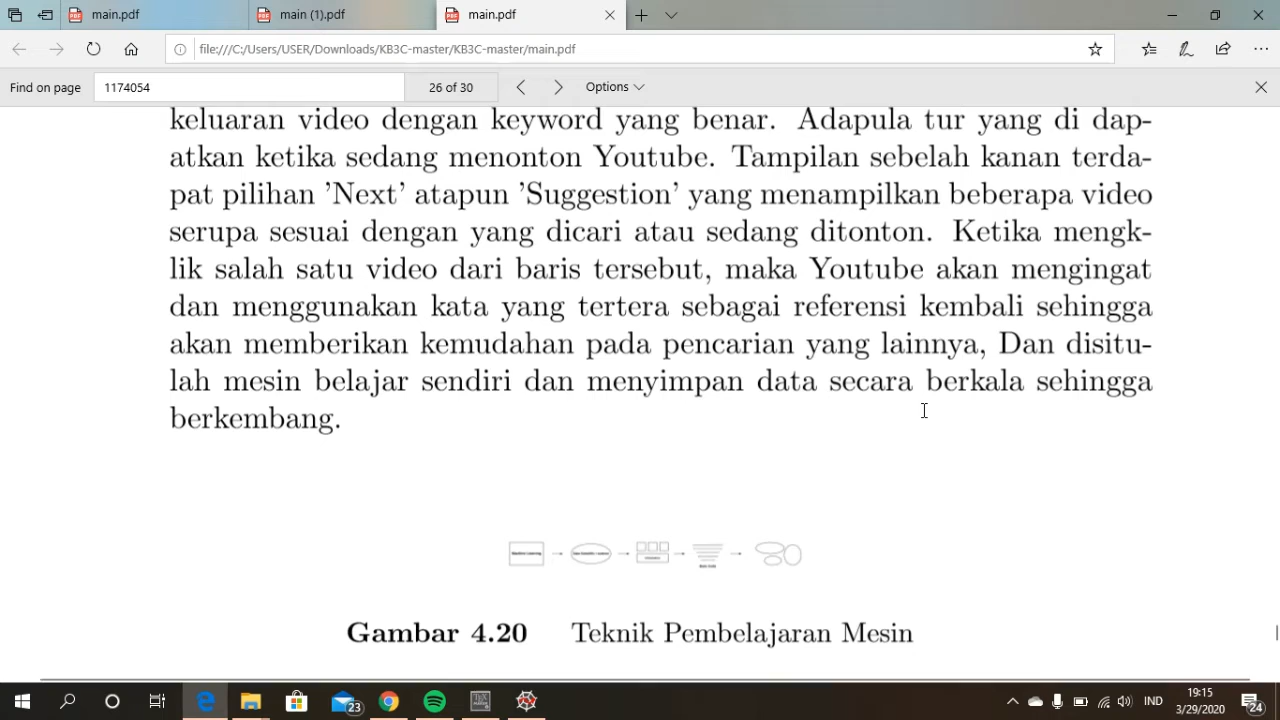 main.pdf
main (1).pdf
main.pdf
file:///C:/Users/USER/Downloads/KB3C-master/KB3C-master/main.pdf
Find on page
1174054
26 of 30
Options
keluaran video dengan keyword yang benar. Adapula tur yang di dap-
atkan ketika sedang menonton Youtube. Tampilan sebelah kanan terda-
pat pilihan 'Next' atapun 'Suggestion' yang menampilkan beberapa video
serupa sesuai dengan yang dicari atau sedang ditonton. Ketika mengk-
lik salah satu video dari baris tersebut, maka Youtube akan mengingat
dan menggunakan kata yang tertera sebagai referensi kembali sehingga
akan memberikan kemudahan pada pencarian yang lainnya, Dan disitu-
lah mesin belajar sendiri dan menyimpan data secara berkala sehingga
berkembang.
Gambar 4.20 Teknik Pembelajaran Mesin
23
IND
19:15
3/29/2020
24